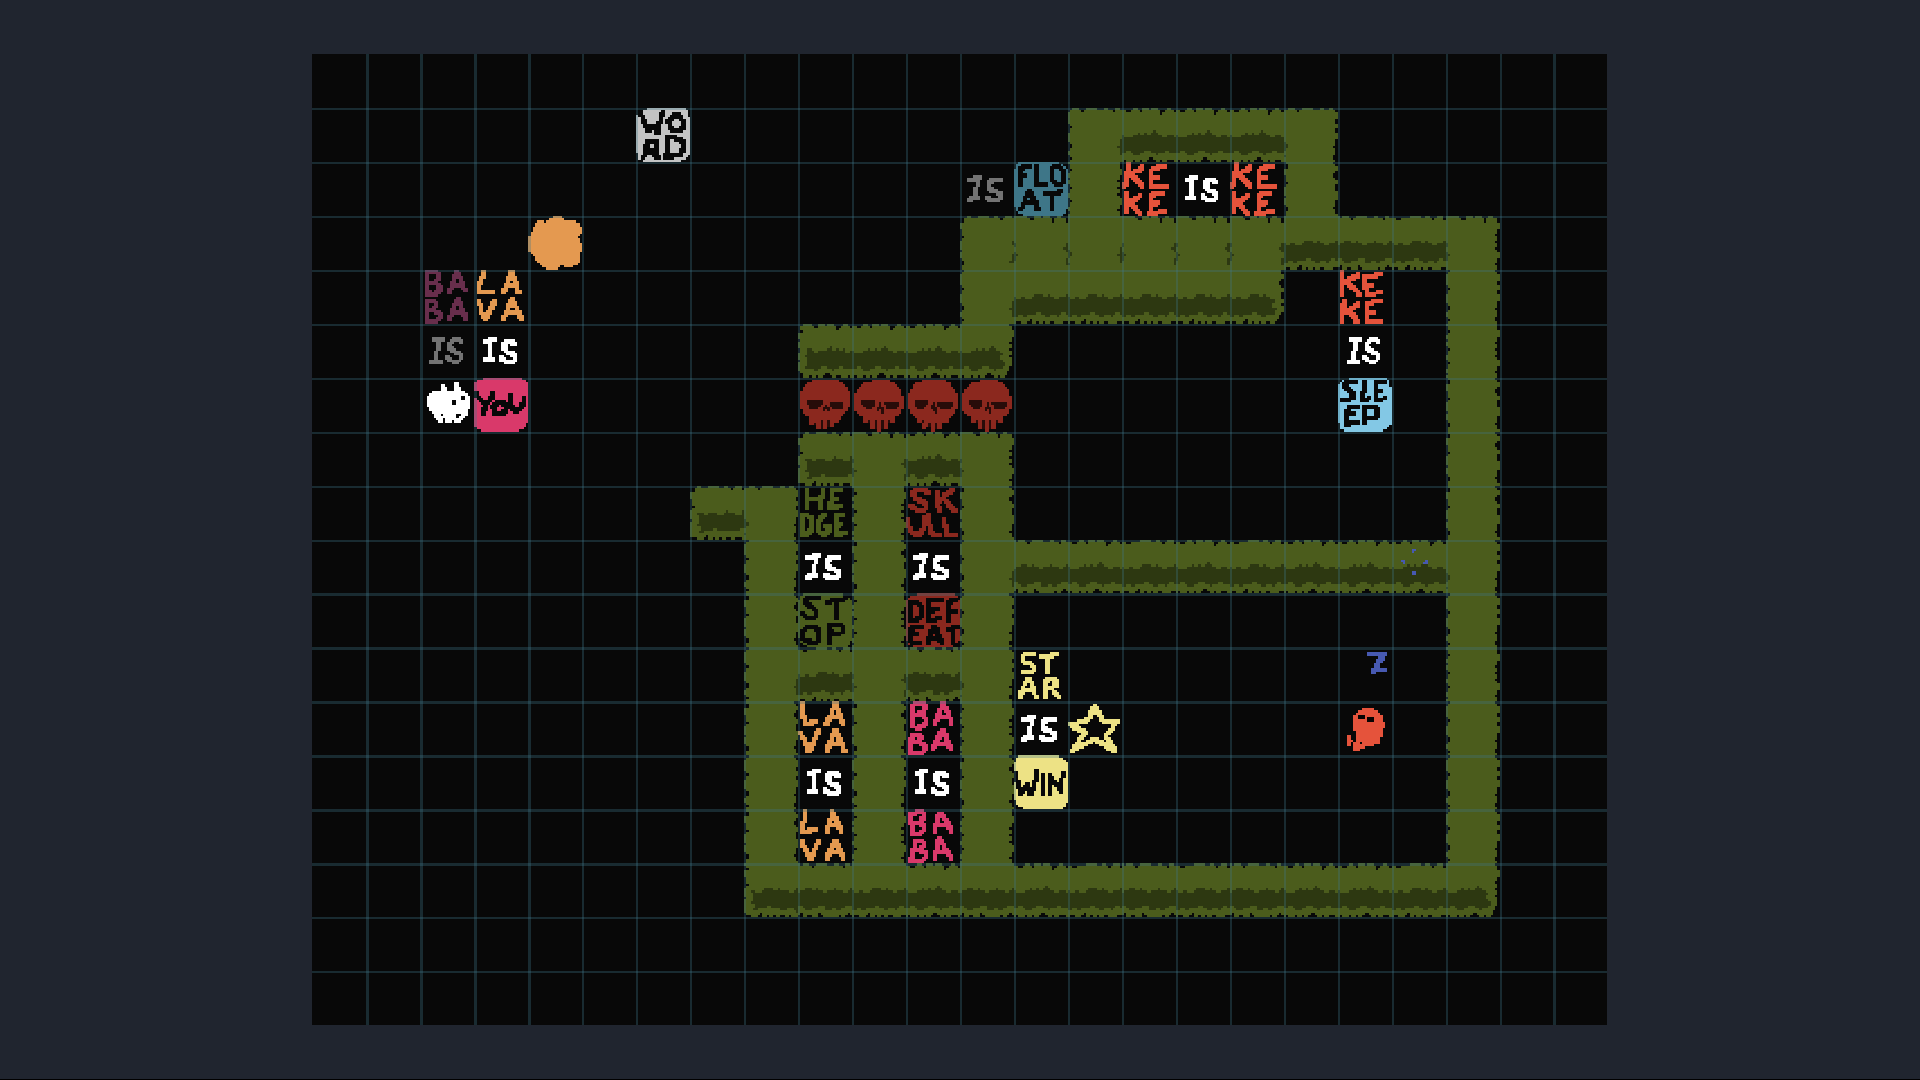 WORD
IS FLOAT KEKE IS KEKE
BABA LAVA KEKE
IS IS IS
YOU SLEEP
HEDGE SKULL
IS IS
STOP DEFEAT
STAR
Z
LAVA BABA IS
IS IS WIN
LAVA BABA